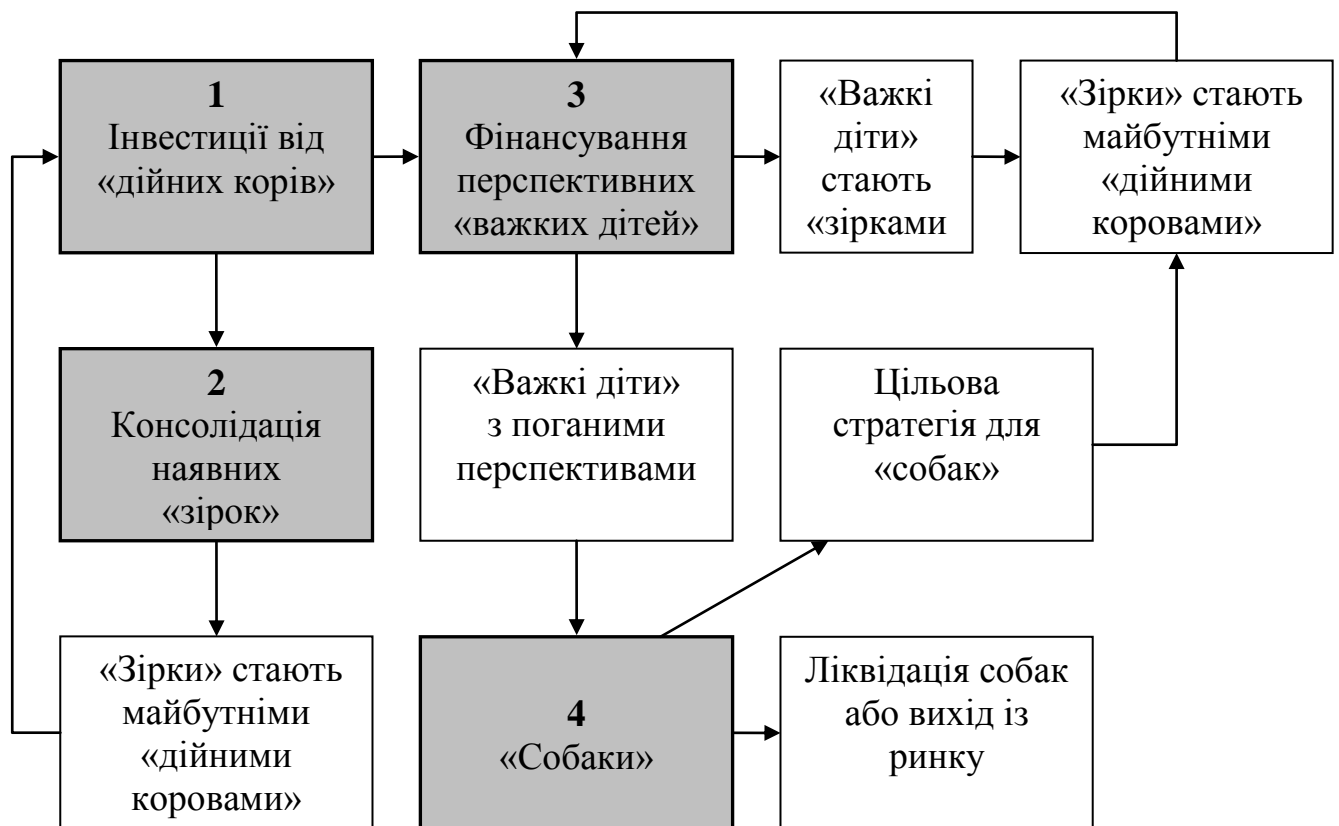 1
Інвестиції від
«дійних корів»
3
Фінансування
перспективних
«важких дітей»
«Важкі
діти»
стають
«зірками
«Зірки» стають
майбутніми
«дійними
коровами»
2
Консолідація
наявних
«зірок»
«Важкі діти»
з поганими
перспективами
Цільова
стратегія для
«собак»
«Зірки» стають
майбутніми
«дійними
коровами»
4
«Собаки»
Ліквідація собак
або вихід із
ринку